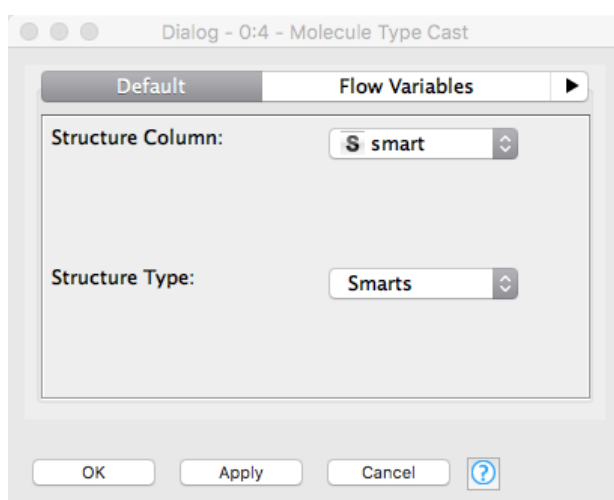 Dialog - 0:4 - Molecule Type Cast
Default Flow Variables
Structure Column: S smart
Structure Type: Smarts
OK Apply Cancel ?